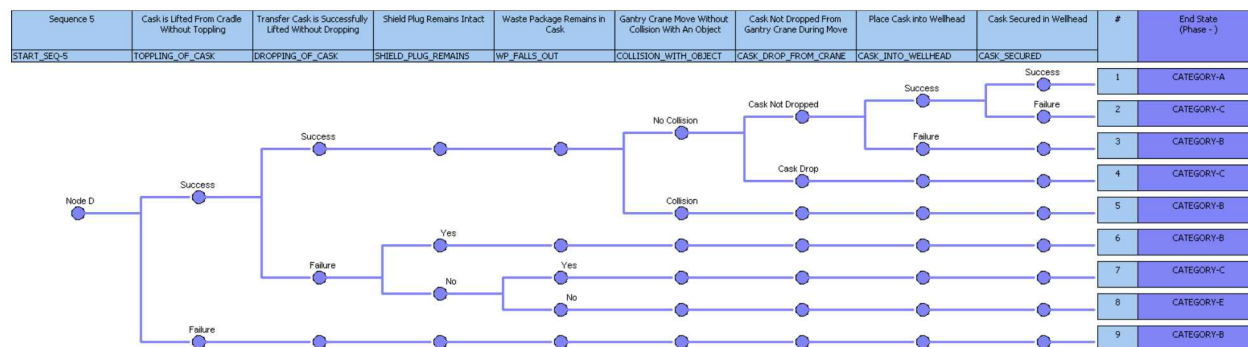 Sequence 5
Cask is Lifted From Cradle
Without Toppling
Transfer Cask is Successfully
Lifted Without Dropping
Shield Plug Remains Intact
Waste Package Remains in
Cask
Gantry Crane Move Without
Collision With An Object
Cask Not Dropped From
Gantry Crane During Move
Place Cask into Wellhead
Cask Secured in Wellhead
#
End State
(Phase - )
START_SEQ-5
TOPPLING_OF_CASK
DROPPING_OF_CASK
SHIELD_PLUG_REMAINS
WP_FALLS_OUT
COLLISION_WITH_OBJECT
CASK_DROP_FROM_CRANE
CASK_INTO_WELLHEAD
CASK_SECURED
Success
1
CATEGORY-A
Success
Failure
2
CATEGORY-C
Cask Not Dropped
No Collision
Success
Failure
3
CATEGORY-B
Cask Drop
4
CATEGORY-C
Success
Node D
Collision
5
CATEGORY-B
Yes
6
CATEGORY-B
Failure
Yes
7
CATEGORY-C
No
No
8
CATEGORY-E
Failure
9
CATEGORY-B